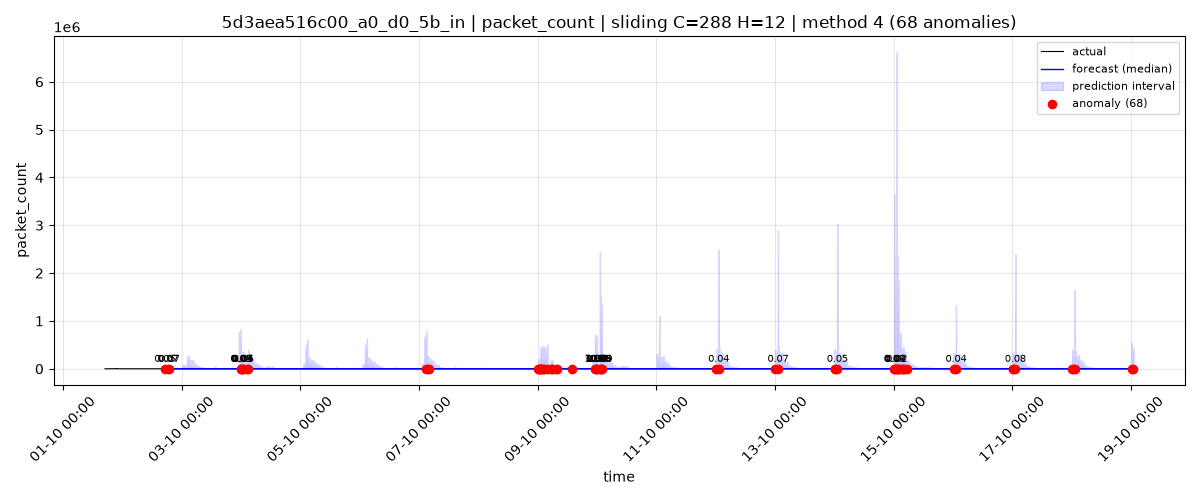 5d3aea516c00_a0_d0_5b_in | packet_count | sliding C=288 H=12 | method 4 (68 anomalies)
1e6
actual
forecast (median)
prediction interval
anomaly (68)
6
5
4
3
2
1
0
packet_count
0.04
0.07
0.05
0.04
0.08
01-10 00:00
03-10 00:00
05-10 00:00
07-10 00:00
09-10 00:00
11-10 00:00
13-10 00:00
15-10 00:00
17-10 00:00
19-10 00:00
time